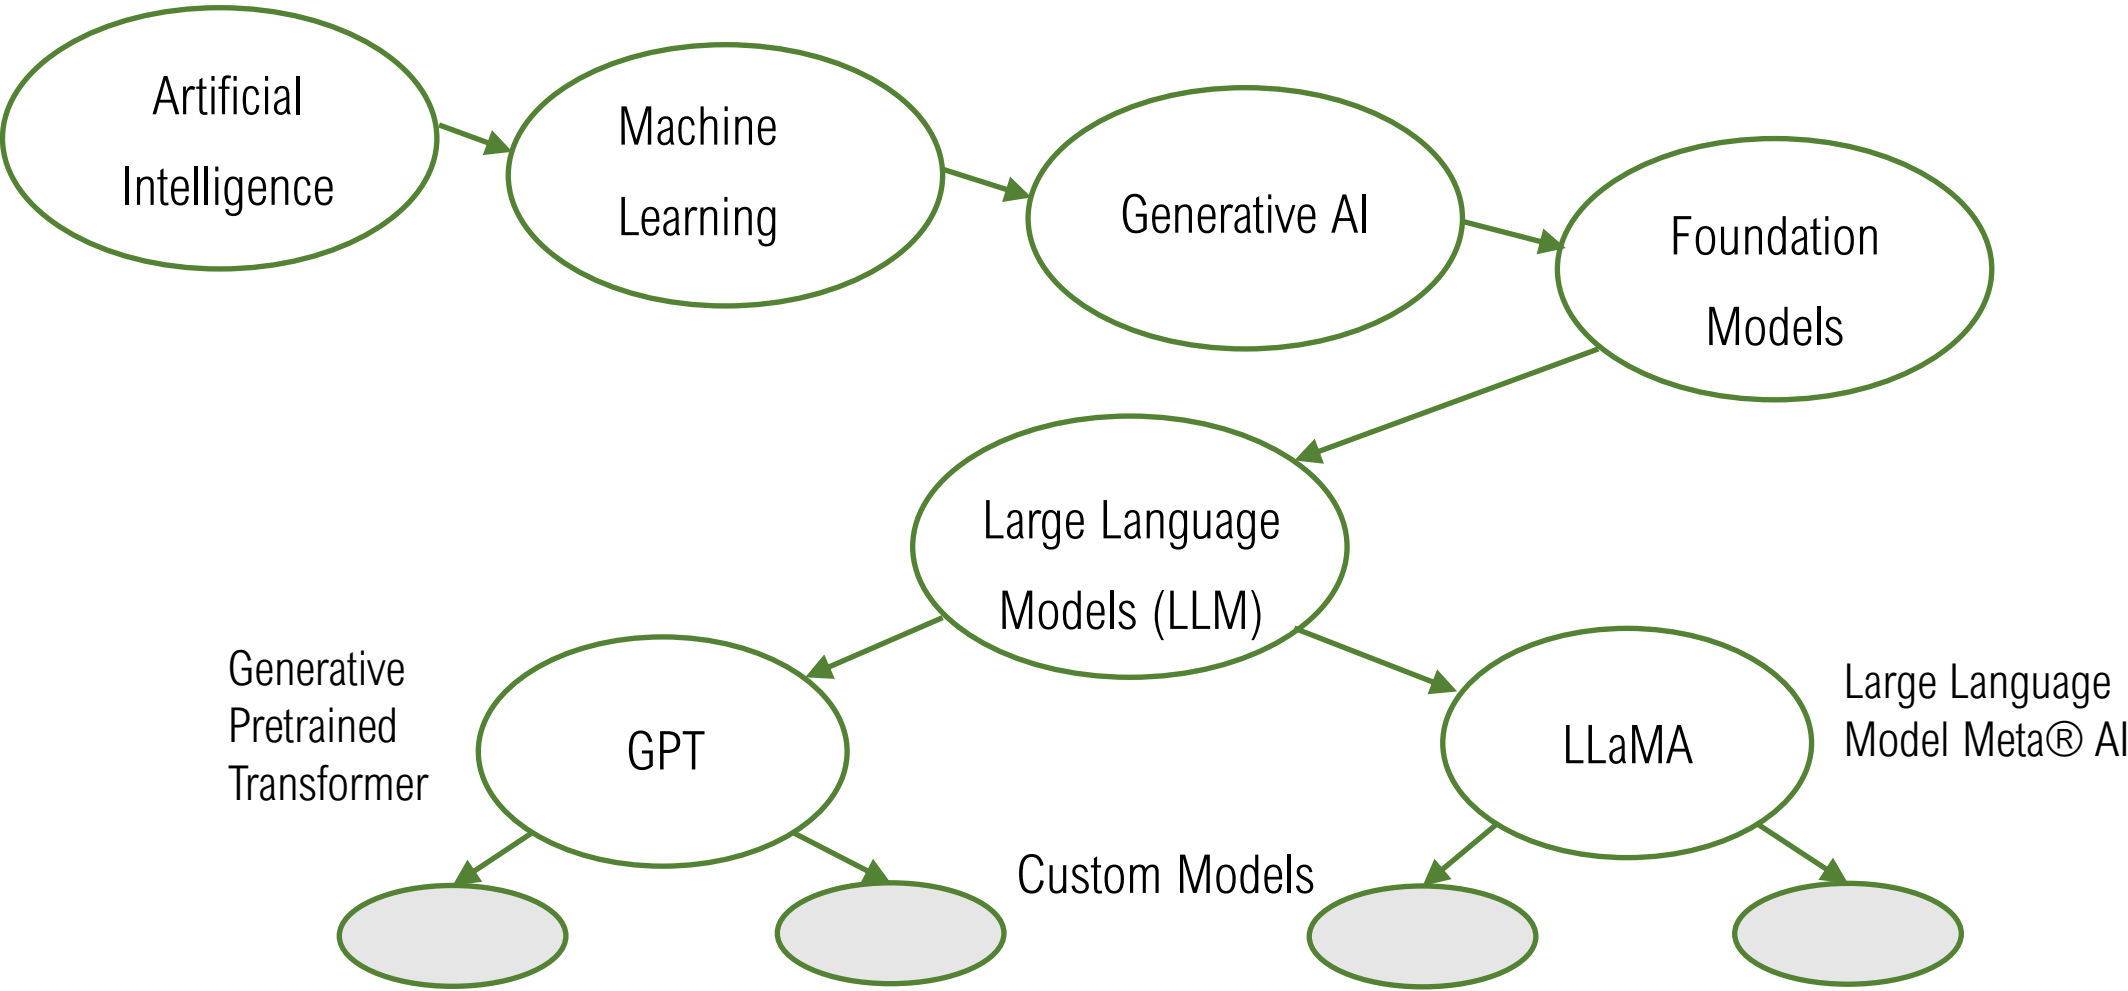 Artificial
Intelligence
Machine
Learning
Generative AI
Foundation
Models
Large Language
Models (LLM)
Generative
Pretrained
Transformer
GPT
LLaMA
Large Language
Model Meta® AI
Custom Models